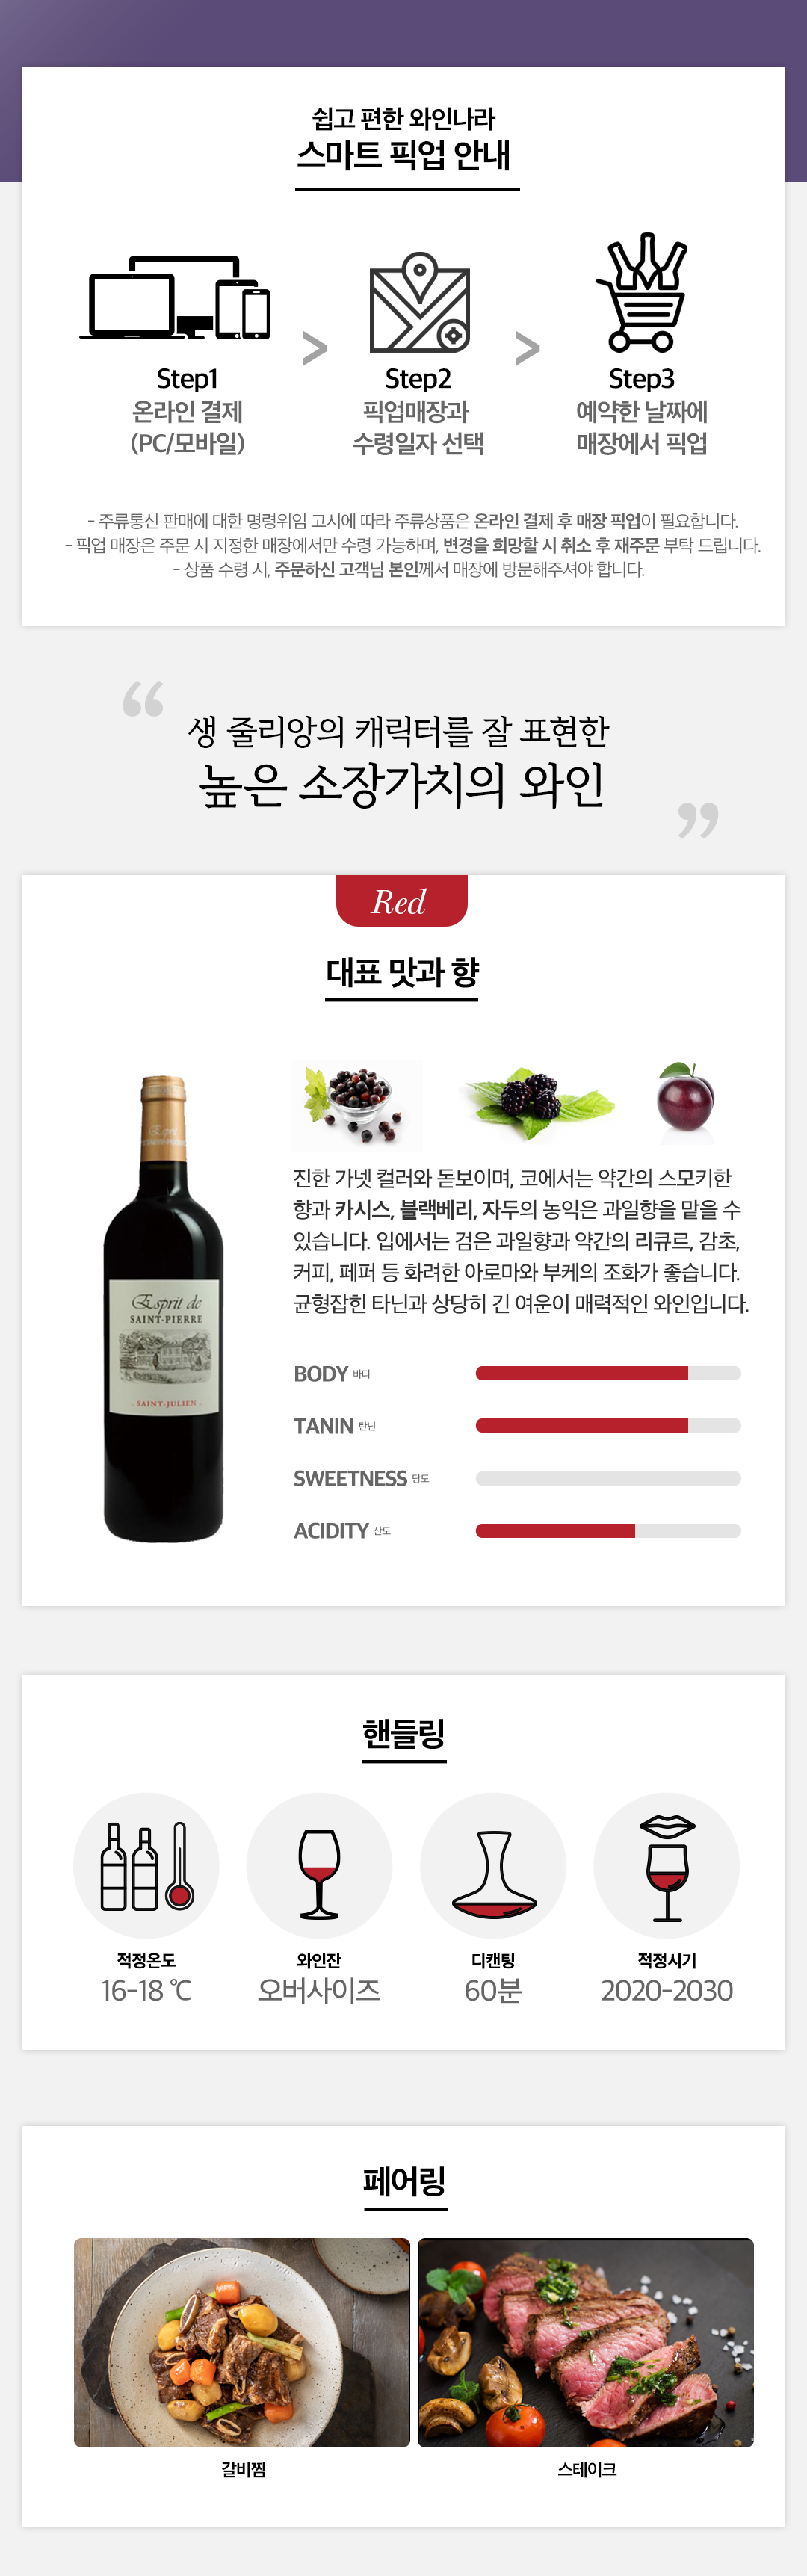 쉽고 편한 와인나라
스마트 픽업 안내
Step1
온라인 결제
(PC/모바일)
>
Step2
픽업매장과
수령일자 선택
>
Step3
예약한 날짜에
매장에서 픽업
- 주류통신 판매에 대한 명령위임 고시에 따라 주류상품은 온라인 결제 후 매장 픽업이 필요합니다.
- 픽업 매장은 주문 시 지정한 매장에서만 수령 가능하며, 변경을 희망할 시 취소 후 재주문 부탁 드립니다.
- 상품 수령 시, 주문하신 고객님 본인께서 매장에 방문해주셔야 합니다.
“
생 줄리앙의 캐릭터를 잘 표현한
높은 소장가치의 와인
”
Red
대표 맛과 향
Esprit de
SAINT-PIERRE
SAINT-JULIEN
진한 가넷 컬러와 돋보이며, 코에서는 약간의 스모키한
향과 카시스, 블랙베리, 자두의 농익은 과일향을 맡을 수
있습니다. 입에서는 검은 과일향과 약간의 리큐르, 감초,
커피, 페퍼 등 화려한 아로마와 부케의 조화가 좋습니다.
균형잡힌 타닌과 상당히 긴 여운이 매력적인 와인입니다.
BODY 바디
TANIN 탄닌
SWEETNESS 당도
ACIDITY 산도
핸들링
적정온도
16-18 ℃
와인잔
오버사이즈
디캔팅
60분
적정시기
2020-2030
페어링
갈비찜
스테이크